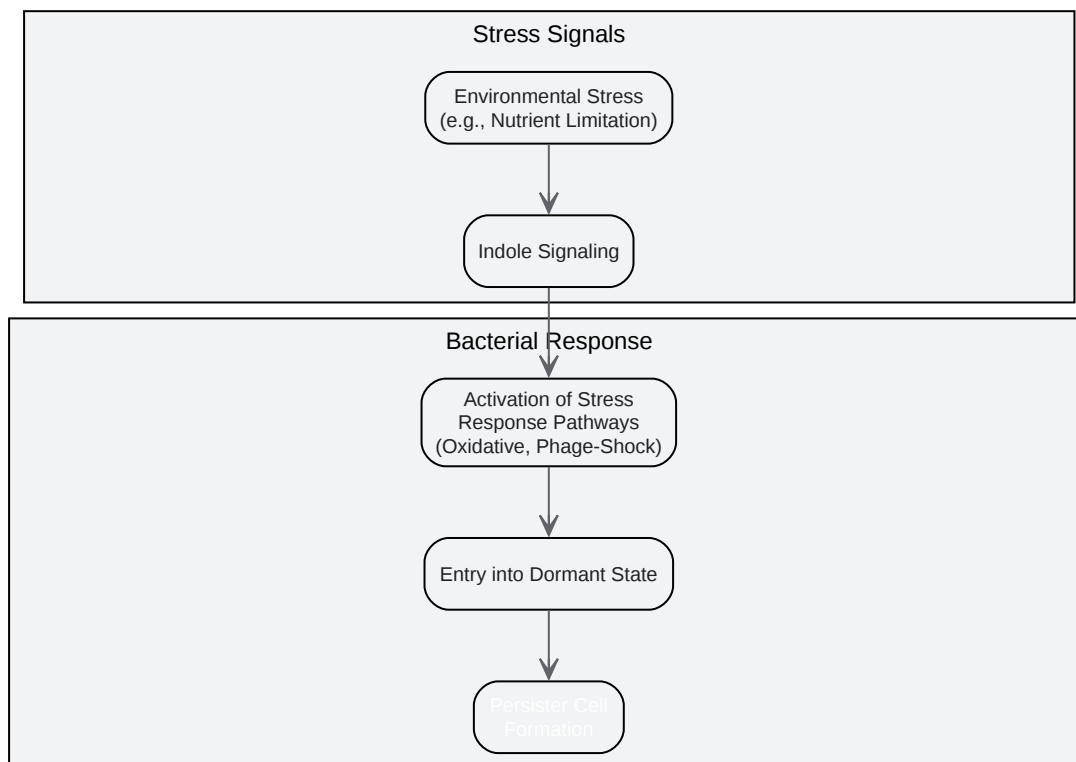 Stress Signals
Environmental Stress
(e.g., Nutrient Limitation)
Indole Signaling
Bacterial Response
Activation of Stress
Response Pathways
(Oxidative, Phage-Shock)
Entry into Dormant State
Persister Cell
Formation